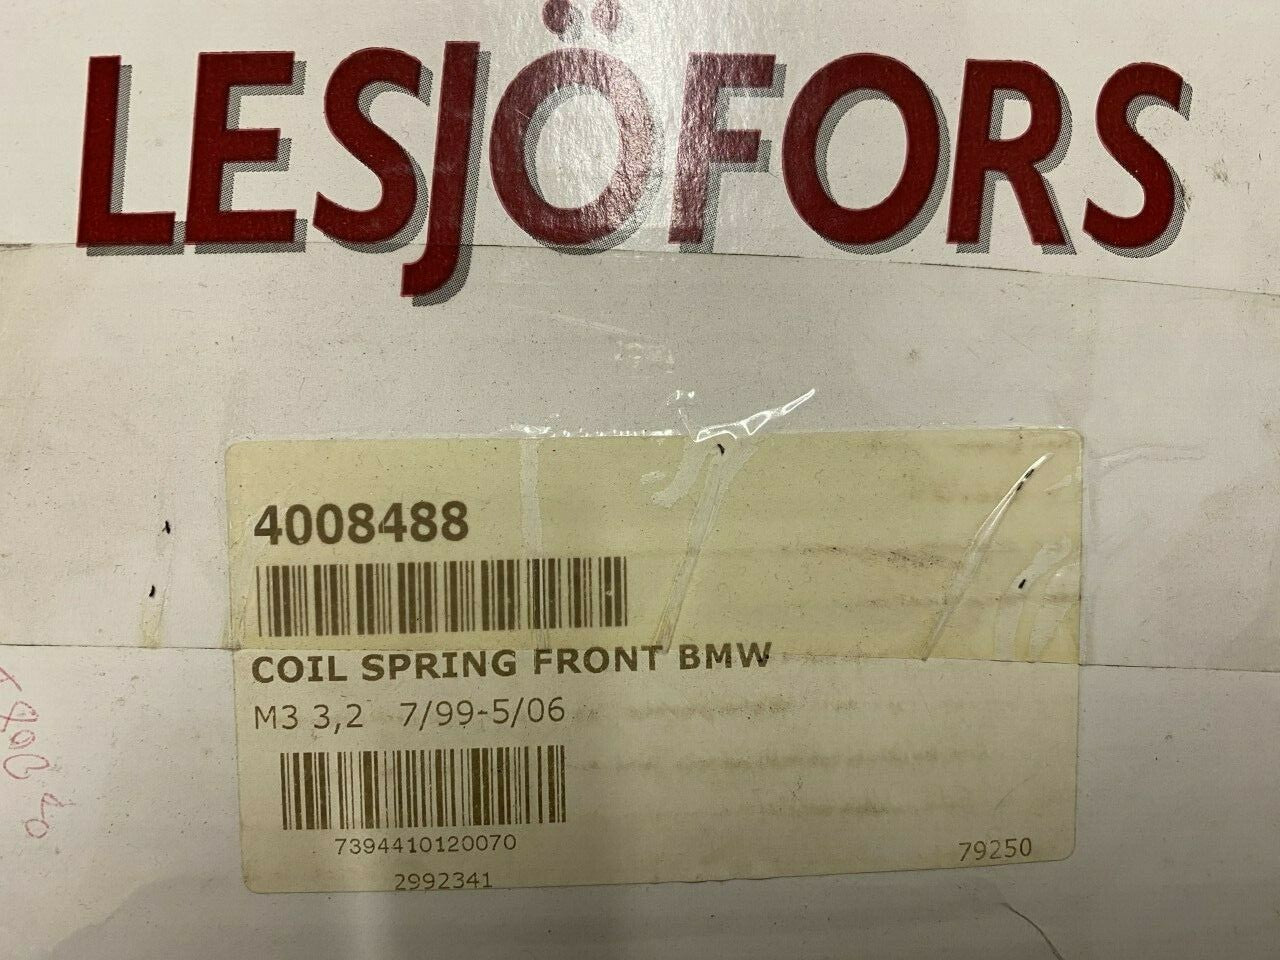 LESJÖFORS
4008488
COIL SPRING FRONT BMW
M3 3,2 7/99-5/06
7394410120070
2992341
79250